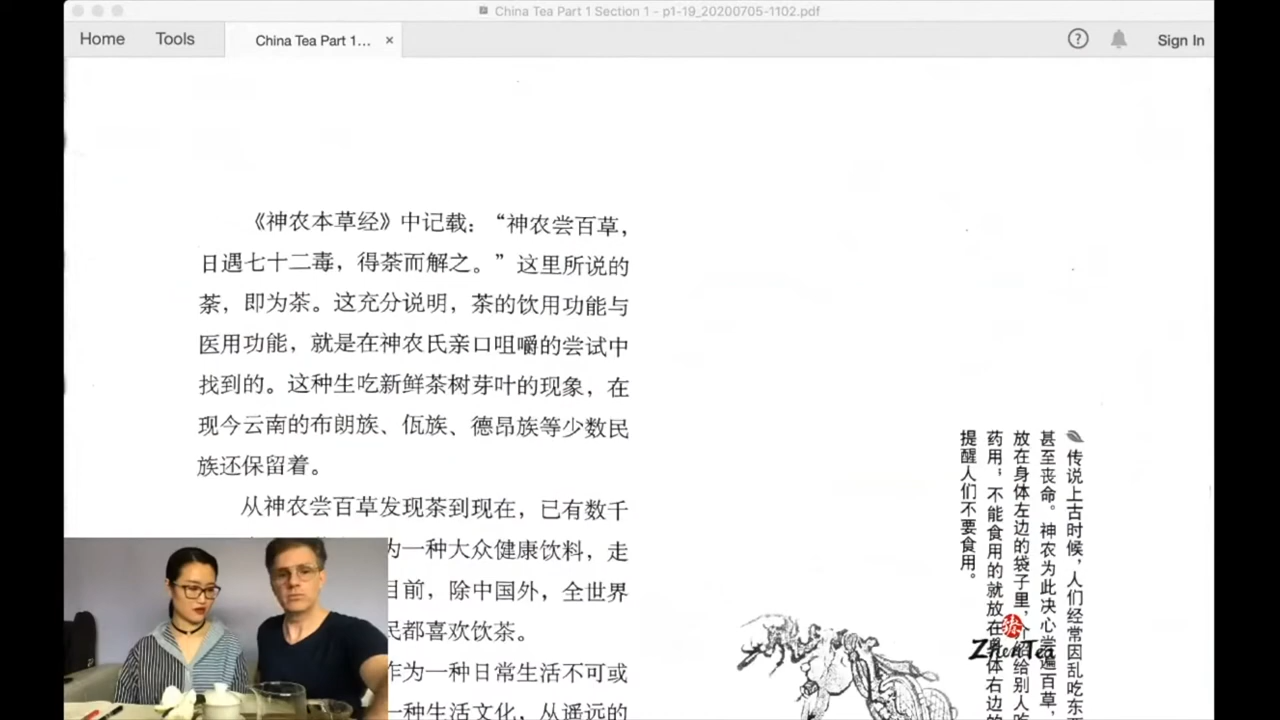 China Tea Part 1 Section 1 - p1-19_20200705-1102.pdf
Home
Tools
China Tea Part 1...
Sign In
《神农本草经》中记载：“神农尝百草，
日遇七十二毒，得荼而解之。”这里所说的
荼，即为茶。这充分说明，茶的饮用功能与
医用功能，就是在神农氏亲口咀嚼的尝试中
找到的。这种生吃新鲜茶树芽叶的现象，在
现今云南的布朗族、佤族、德昂族等少数民
族还保留着。
从神农尝百草发现茶到现在，已有数千
为一种大众健康饮料，走
目前，除中国外，全世界
民都喜欢饮茶。
作为一种日常生活不可或
一种生活文化，从遥远的
传说上古时候，人们经常因乱吃东
甚至丧命。神农为此决心尝遍百草，
放在身体左边的袋子里，介绍给别人吃
药用；不能食用的就放在身体右边的
提醒人们不要食用。
ZhenTea